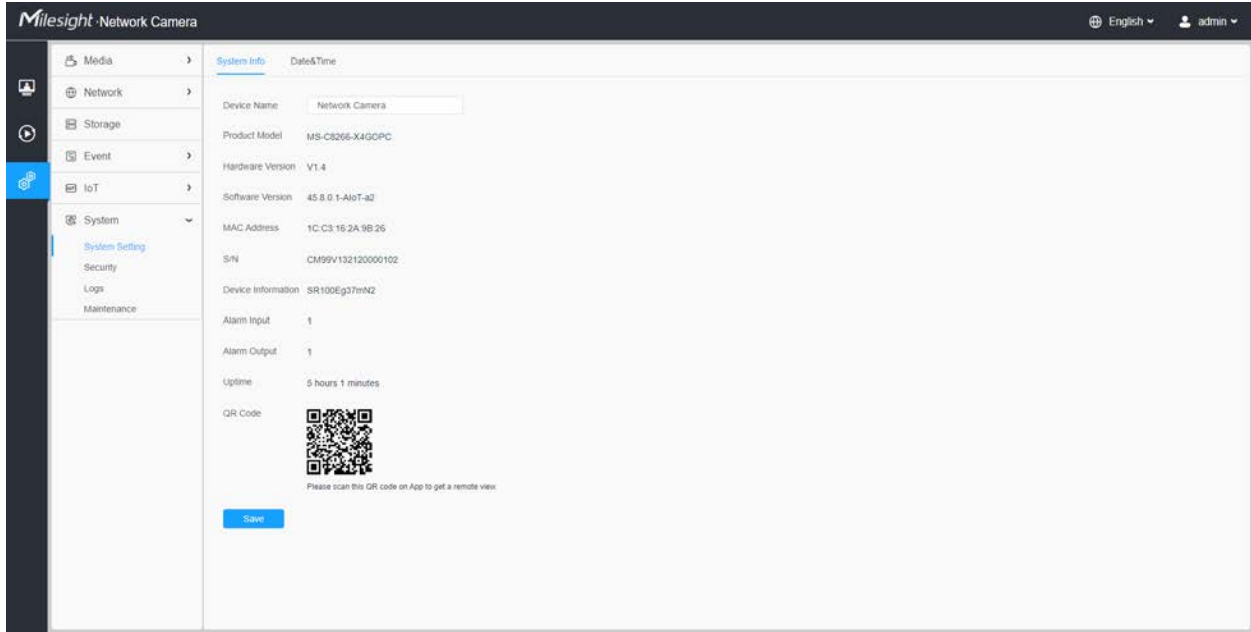 Milesight · Network Camera
English
admin
Media
Network
Storage
Event
IoT
System
System Setting
Security
Logs
Maintenance
System Info Date&Time
Device Name Network Camera
Product Model MS-C8266-X4GOPC
Hardware Version V1.4
Software Version 45.8.0.1-AIoT-a2
MAC Address 1C:C3:16:2A:9B:26
S/N CM99V132120000102
Device Information SR100Eg37mN2
Alarm Input 1
Alarm Output 1
Uptime 5 hours 1 minutes
QR Code
Please scan this QR code on App to get a remote view.
Save